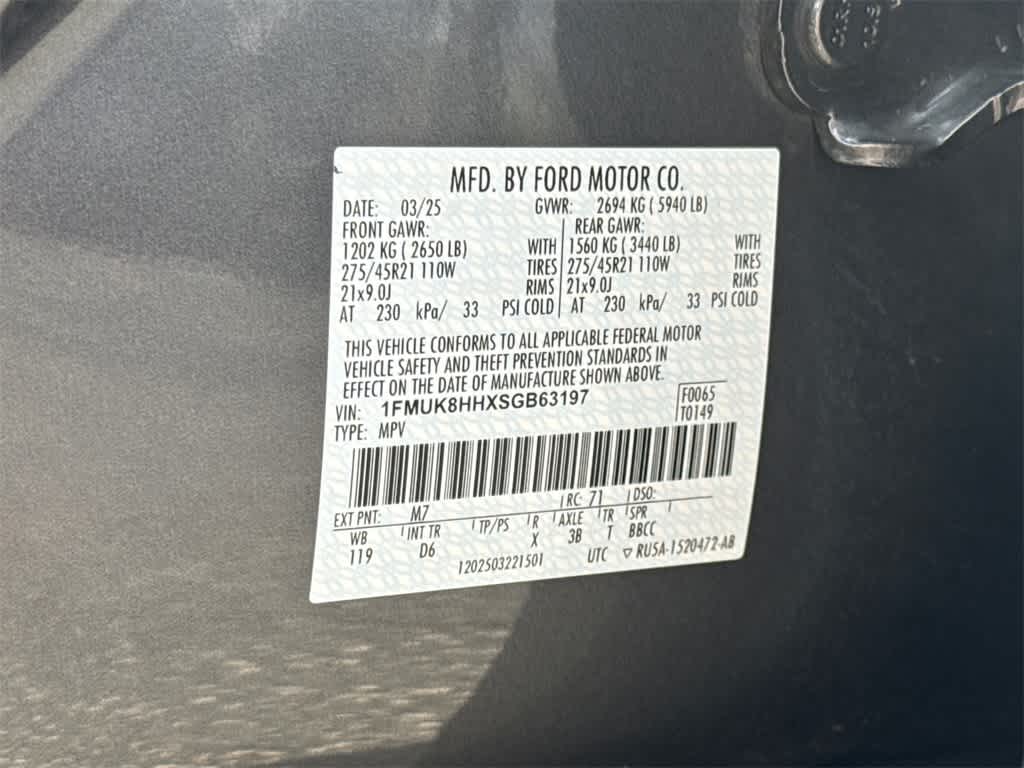 MFD. BY FORD MOTOR CO.
DATE: 03/25 GVWR: 2694 KG ( 5940 LB)
FRONT GAWR: REAR GAWR:
1202 KG ( 2650 LB) WITH 1560 KG ( 3440 LB) WITH
275/45R21 110W TIRES 275/45R21 110W TIRES
21x9.0J RIMS 21x9.0J RIMS
AT 230 kPa/ 33 PSI COLD AT 230 kPa/ 33 PSI COLD
THIS VEHICLE CONFORMS TO ALL APPLICABLE FEDERAL MOTOR
VEHICLE SAFETY AND THEFT PREVENTION STANDARDS IN
EFFECT ON THE DATE OF MANUFACTURE SHOWN ABOVE.
VIN: 1FMUK8HHXSGB63197 F0065
TYPE: MPV T0149
EXT PNT: M7 RC: 71 DSO:
WB INT TR TP/PS R AXLE TR SPR
119 D6 X 3B T BBCC
1202503221501 UTC ▽ RU5A-1520472-AB